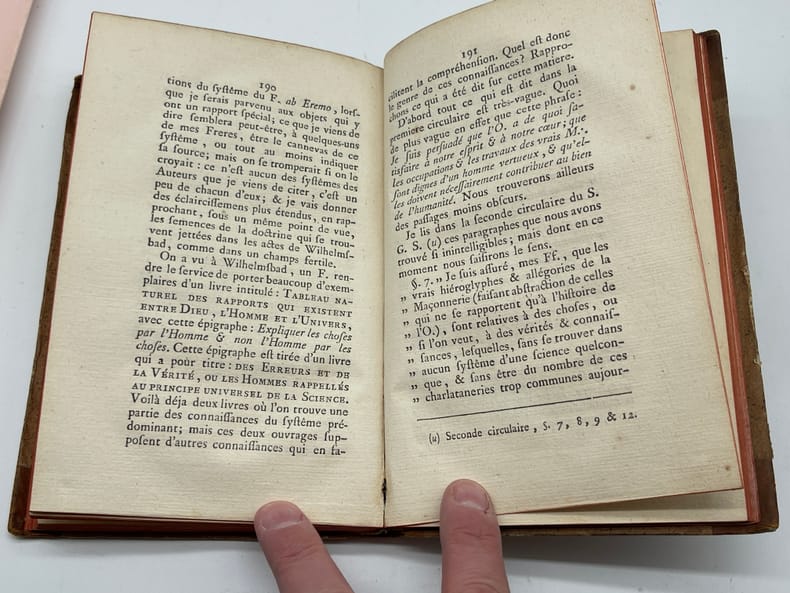 190
tions du ſyſtême du F. ab Eremo, lorſ-
que je ſerais parvenu aux objets qui y
ont un rapport ſpécial; ce que je viens de
dire ſemblera peut-être, à quelques-uns
de mes Freres, être le cannevas de ce
ſyſtême, ou tout au moins indiquer
ſa ſource; mais on ſe tromperait ſi on le
croyait: ce n'eſt aucun des ſyſtêmes des
Auteurs que je viens de citer, c'eſt un
peu de chacun d'eux; & je vais donner
des éclairciſſemens plus étendus, en rap-
prochant, ſous un même point de vue,
les ſemences de la doctrine qui ſe trou-
vent jettées dans les actes de Wilhelmſ-
bad, comme dans un champs fertile.
On a vu à Wilhelmſbad, un F. ren-
dre le ſervice de porter beaucoup d'exem-
plaires d'un livre intitulé: TABLEAU NA-
TUREL DES RAPPORTS QUI EXISTENT
ENTRE DIEU, L'HOMME ET L'UNIVERS,
avec cette épigraphe: Expliquer les choſes
par l'Homme & non l'Homme par les
choſes. Cette épigraphe eſt tirée d'un livre
qui a pour titre: DES ERREURS ET DE
LA VÉRITÉ, OU LES HOMMES RAPPELLÉS
AU PRINCIPE UNIVERSEL DE LA SCIENCE.
Voilà déja deux livres où l'on trouve une
partie des connaiſſances du ſyſtême pré-
dominant; mais ces deux ouvrages ſup-
poſent d'autres connaiſſances qui en fa-
191
cilitent la compréhenſion. Quel eſt donc
le genre de ces connaiſſances? Rappro-
chons ce qui a été dit ſur cette matiere.
D'abord tout ce qui eſt dit dans la
premiere circulaire eſt très-vague. Quoi
de plus vague en effet que cette phraſe:
Je ſuis perſuadé que l'O. a de quoi ſa-
tisfaire à notre eſprit & à notre cœur; que
les occupations & les travaux des vrais M∴
ſont dignes d'un homme vertueux, & qu'el-
les doivent néceſſairement contribuer au bien
de l'humanité. Nous trouverons ailleurs
des paſſages moins obſcurs.
Je lis dans la ſeconde circulaire du S.
G. S. (u) ces paragraphes que nous avons
trouvé ſi inintelligibles; mais dont en ce
moment nous ſaiſirons le ſens.
§. 7. „ Je ſuis aſſuré, mes Ff., que les
„ vrais hiéroglyphes & allégories de la
„ Maçonnerie (faiſant abſtraction de celles
„ qui ne ſe rapportent qu'à l'hiſtoire de
„ l'O.), ſont relatives à des choſes, ou
„ ſi l'on veut, à des vérités & connaiſ-
„ ſances, leſquelles, ſans ſe trouver dans
„ aucun ſyſtême d'une ſcience quelcon-
„ que, & ſans être du nombre de ces
„ charlataneries trop communes aujour-
(u) Seconde circulaire, §. 7, 8, 9 & 12.